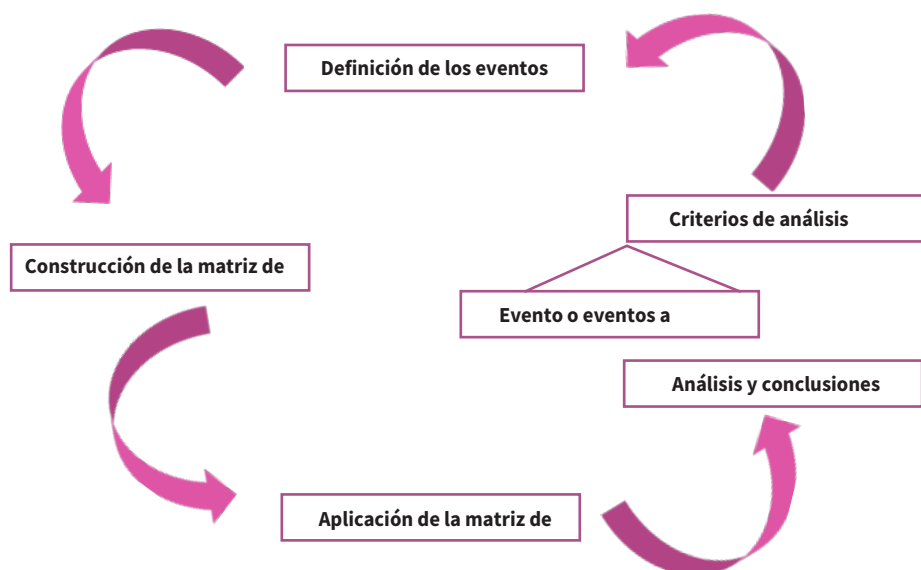 Definición de los eventos
Criterios de análisis
Construcción de la matriz de
Evento o eventos a
Análisis y conclusiones
Aplicación de la matriz de